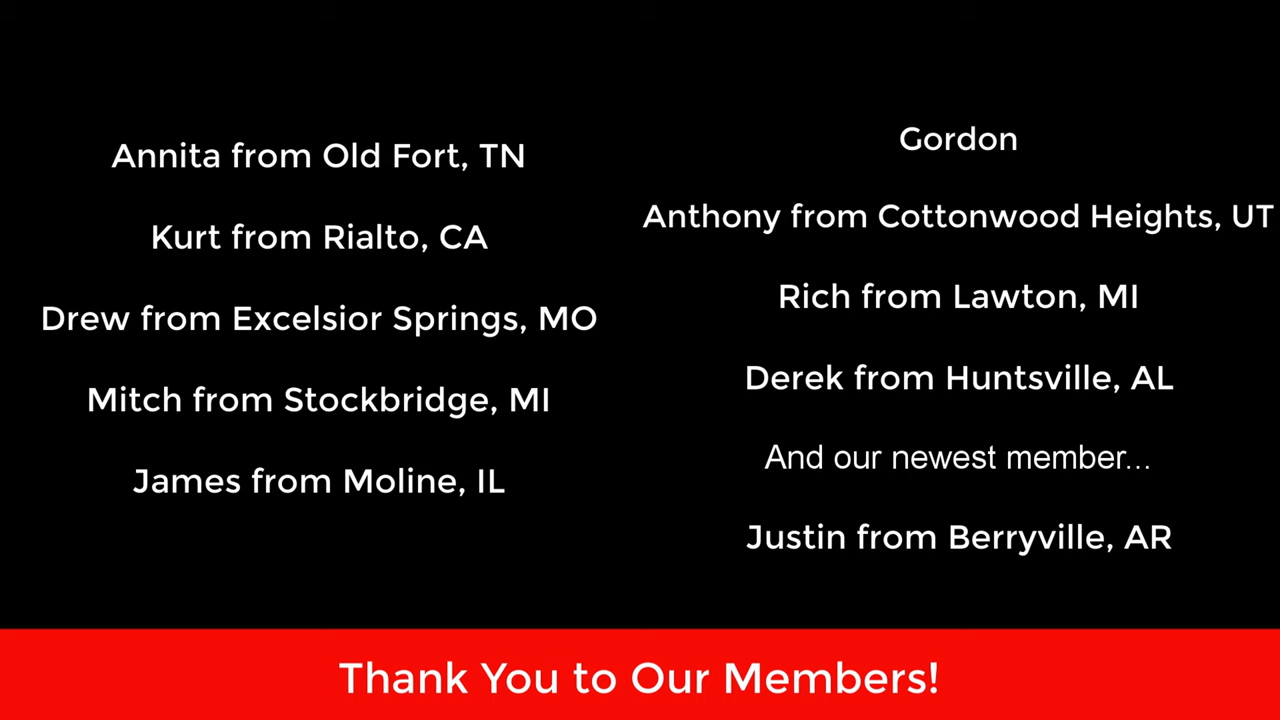 Annita from Old Fort, TN
Kurt from Rialto, CA
Drew from Excelsior Springs, MO
Mitch from Stockbridge, MI
James from Moline, IL
Gordon
Anthony from Cottonwood Heights, UT
Rich from Lawton, MI
Derek from Huntsville, AL
And our newest member...
Justin from Berryville, AR
Thank You to Our Members!